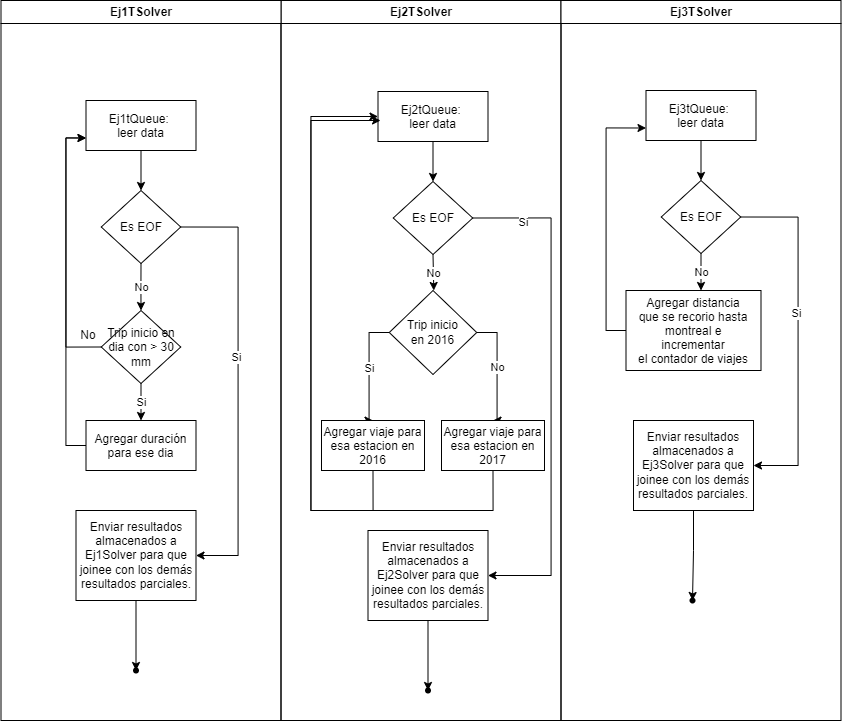 Ej1TSolver
Ej1tQueue:
leer data
Es EOF
No
Si
Trip inicio en
dia con > 30
mm
No
Si
Agregar duración
para ese dia
Enviar resultados
almacenados a
Ej1Solver para que
joinee con los demás
resultados parciales.
Ej2TSolver
Ej2tQueue:
leer data
Es EOF
Si
No
Trip inicio
en 2016
Si
No
Agregar viaje para
esa estacion en
2016
Agregar viaje para
esa estacion en
2017
Enviar resultados
almacenados a
Ej2Solver para que
joinee con los demás
resultados parciales.
Ej3TSolver
Ej3tQueue:
leer data
Es EOF
No
Si
Agregar distancia
que se recorio hasta
montreal e
incrementar
el contador de viajes
Enviar resultados
almacenados a
Ej3Solver para que
joinee con los demás
resultados parciales.